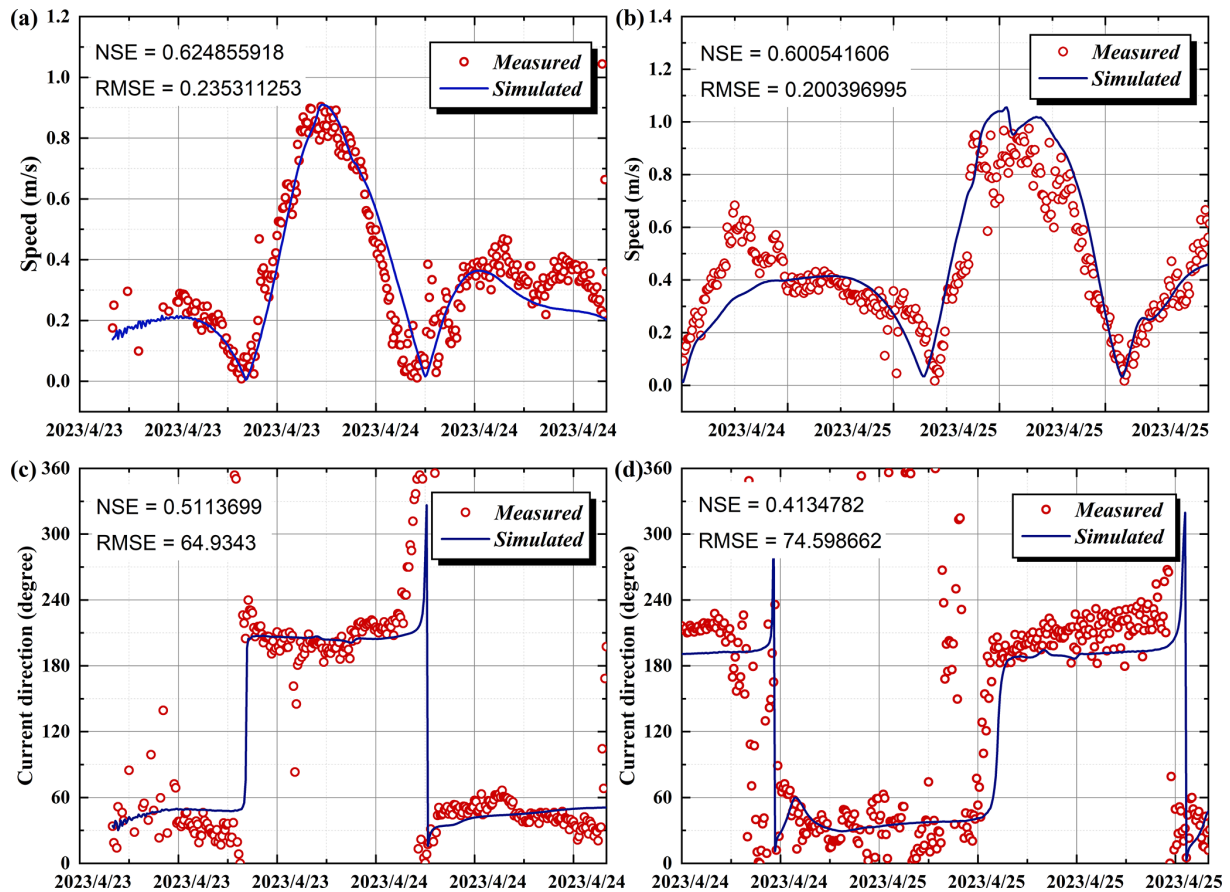 (a)
1.2
1.0
0.8
0.6
0.4
0.2
0.0
Speed (m/s)
NSE = 0.624855918
RMSE = 0.235311253
Measured
Simulated
2023/4/23 2023/4/23 2023/4/23 2023/4/24 2023/4/24 2023/4/24
(b)
1.4
1.2
1.0
0.8
0.6
0.4
0.2
0.0
Speed (m/s)
NSE = 0.600541606
RMSE = 0.200396995
Measured
Simulated
2023/4/24 2023/4/25 2023/4/25 2023/4/25 2023/4/25
(c)
360
300
240
180
120
60
0
Current direction (degree)
NSE = 0.5113699
RMSE = 64.9343
Measured
Simulated
2023/4/23 2023/4/23 2023/4/23 2023/4/24 2023/4/24 2023/4/24
(d)
360
300
240
180
120
60
0
Current direction (degree)
NSE = 0.4134782
RMSE = 74.598662
Measured
Simulated
2023/4/24 2023/4/24 2023/4/25 2023/4/25 2023/4/25 2023/4/25